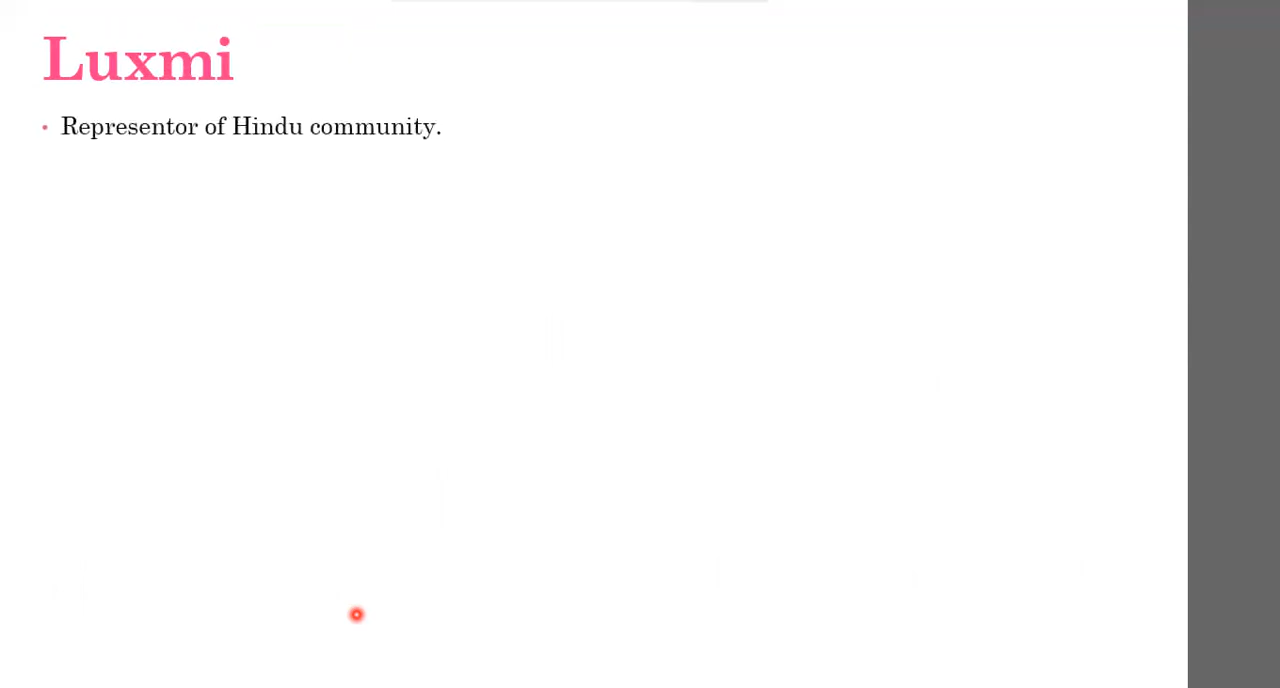 Luxmi
• Representor of Hindu community.